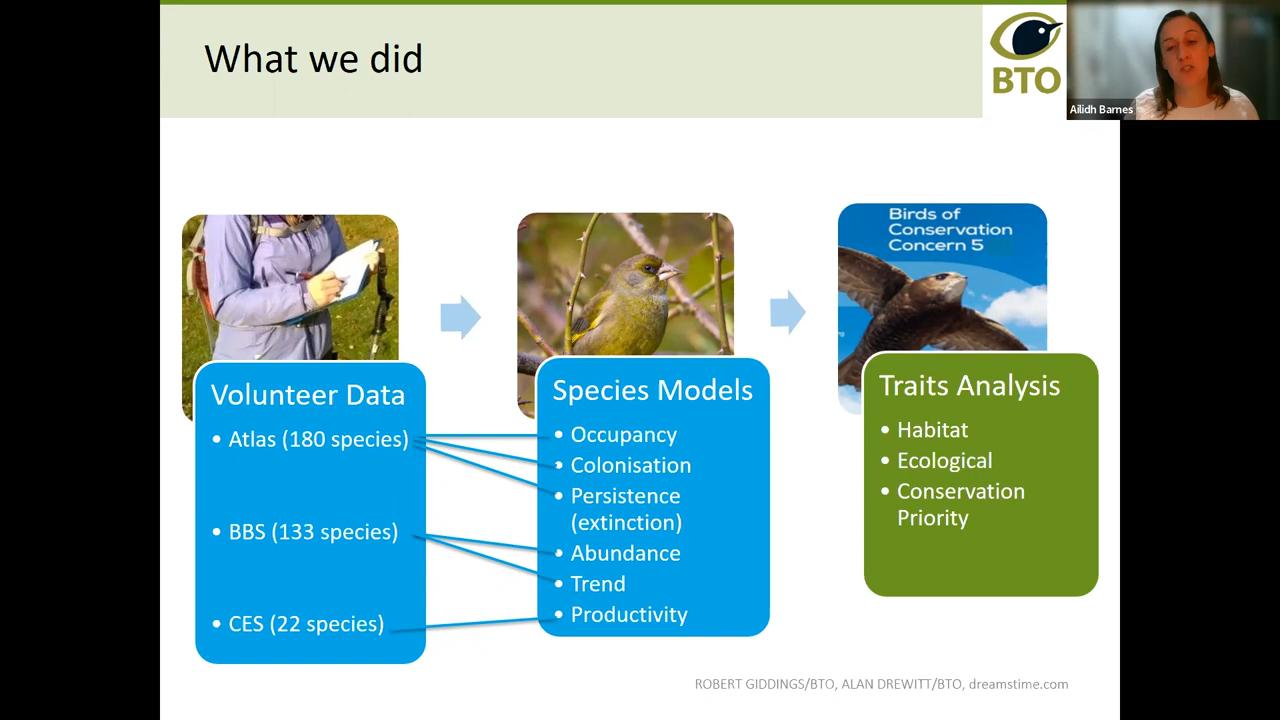 What we did
BTO
Ailidh Barnes
Birds of
Conservation
Concern 5
Volunteer Data
• Atlas (180 species)
• BBS (133 species)
• CES (22 species)
Species Models
• Occupancy
• Colonisation
• Persistence
(extinction)
• Abundance
• Trend
• Productivity
Traits Analysis
• Habitat
• Ecological
• Conservation
Priority
ROBERT GIDDINGS/BTO, ALAN DREWITT/BTO, dreamstime.com